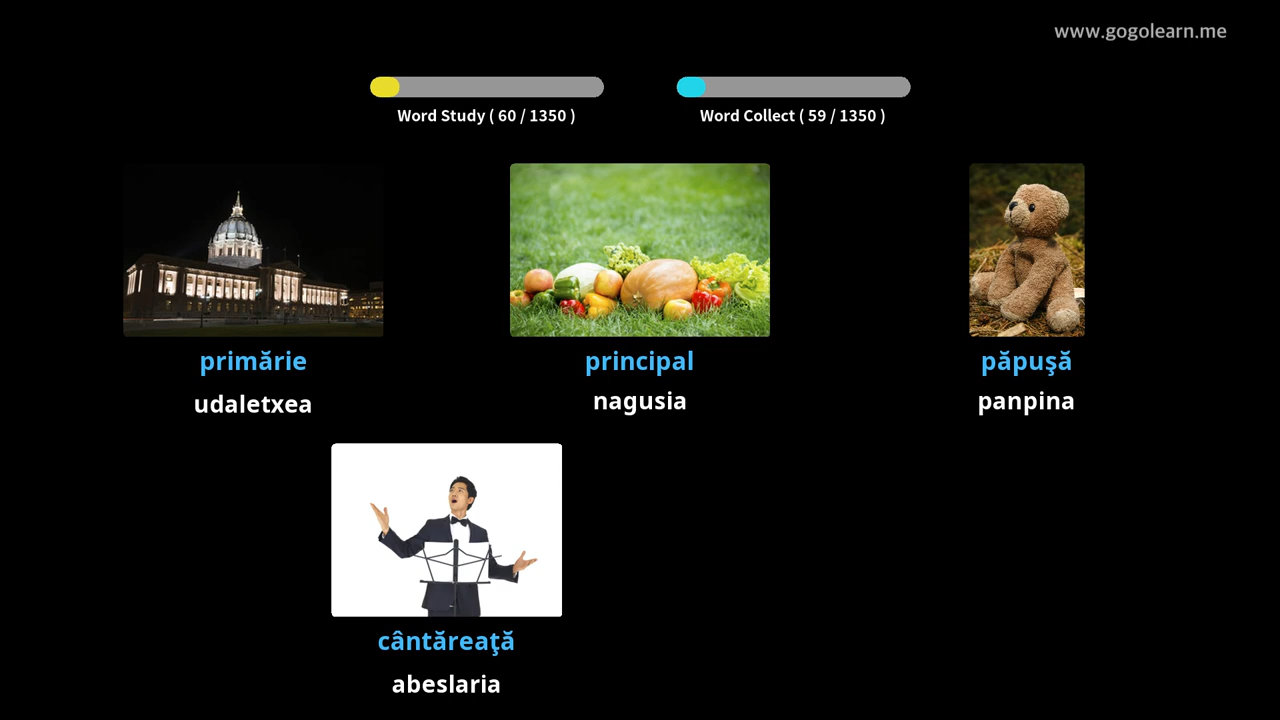 www.gogolearn.me
Word Study ( 60 / 1350 )
Word Collect ( 59 / 1350 )
primărie
principal
păpuşă
udaletxea
nagusia
panpina
cântăreaţă
abeslaria